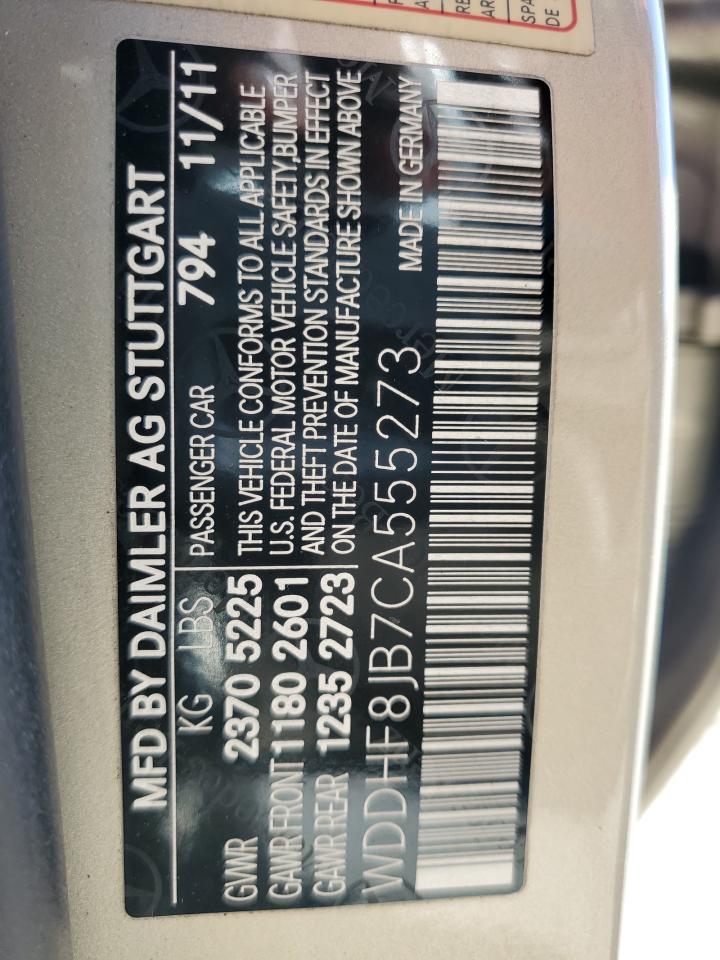 MFD BY DAIMLER AG STUTTGART
KG LBS PASSENGER CAR 794 11/11
GVWR 2370 5225 THIS VEHICLE CONFORMS TO ALL APPLICABLE
GAWR FRONT 1180 2601 U.S. FEDERAL MOTOR VEHICLE SAFETY,BUMPER
GAWR REAR 1235 2723 AND THEFT PREVENTION STANDARDS IN EFFECT
ON THE DATE OF MANUFACTURE SHOWN ABOVE
WDDHF8JB7CA555273 MADE IN GERMANY